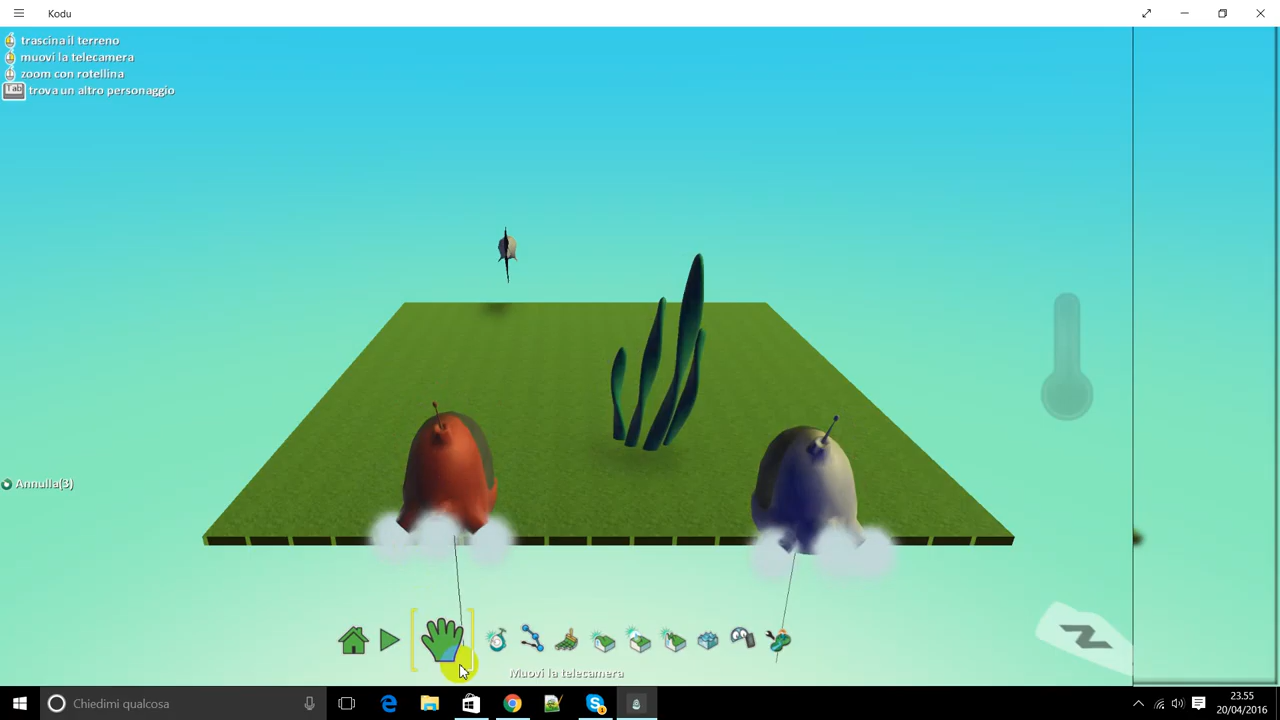 Kodu
trascina il terreno
muovi la telecamera
zoom con rotellina
Tab trova un altro personaggio
Annulla(3)
Muovi la telecamera
Chiedimi qualcosa
23.55
20/04/2016